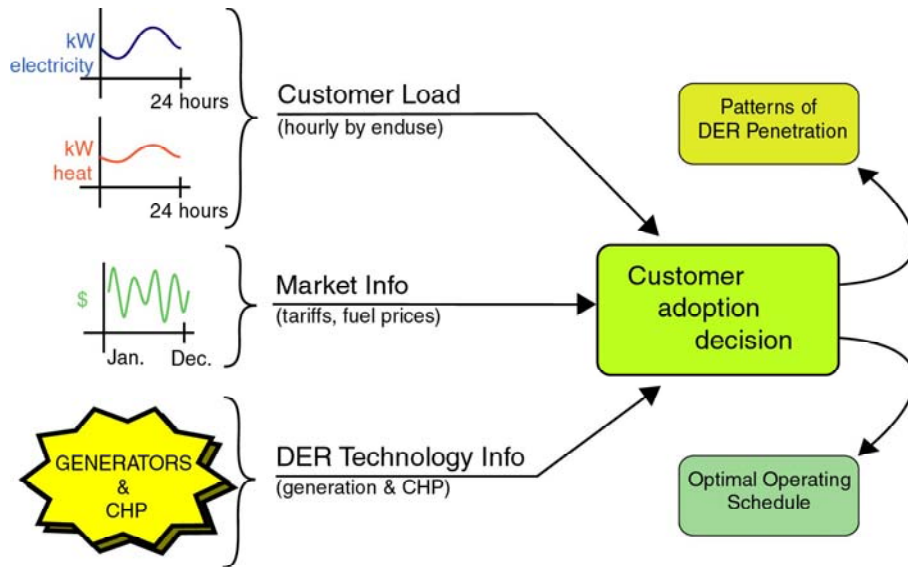 kW
electricity
24 hours
kW
heat
24 hours
Customer Load
(hourly by enduse)
$
Jan.
Dec.
Market Info
(tariffs, fuel prices)
GENERATORS
&
CHP
DER Technology Info
(generation & CHP)
Customer
adoption
decision
Patterns of
DER Penetration
Optimal Operating
Schedule